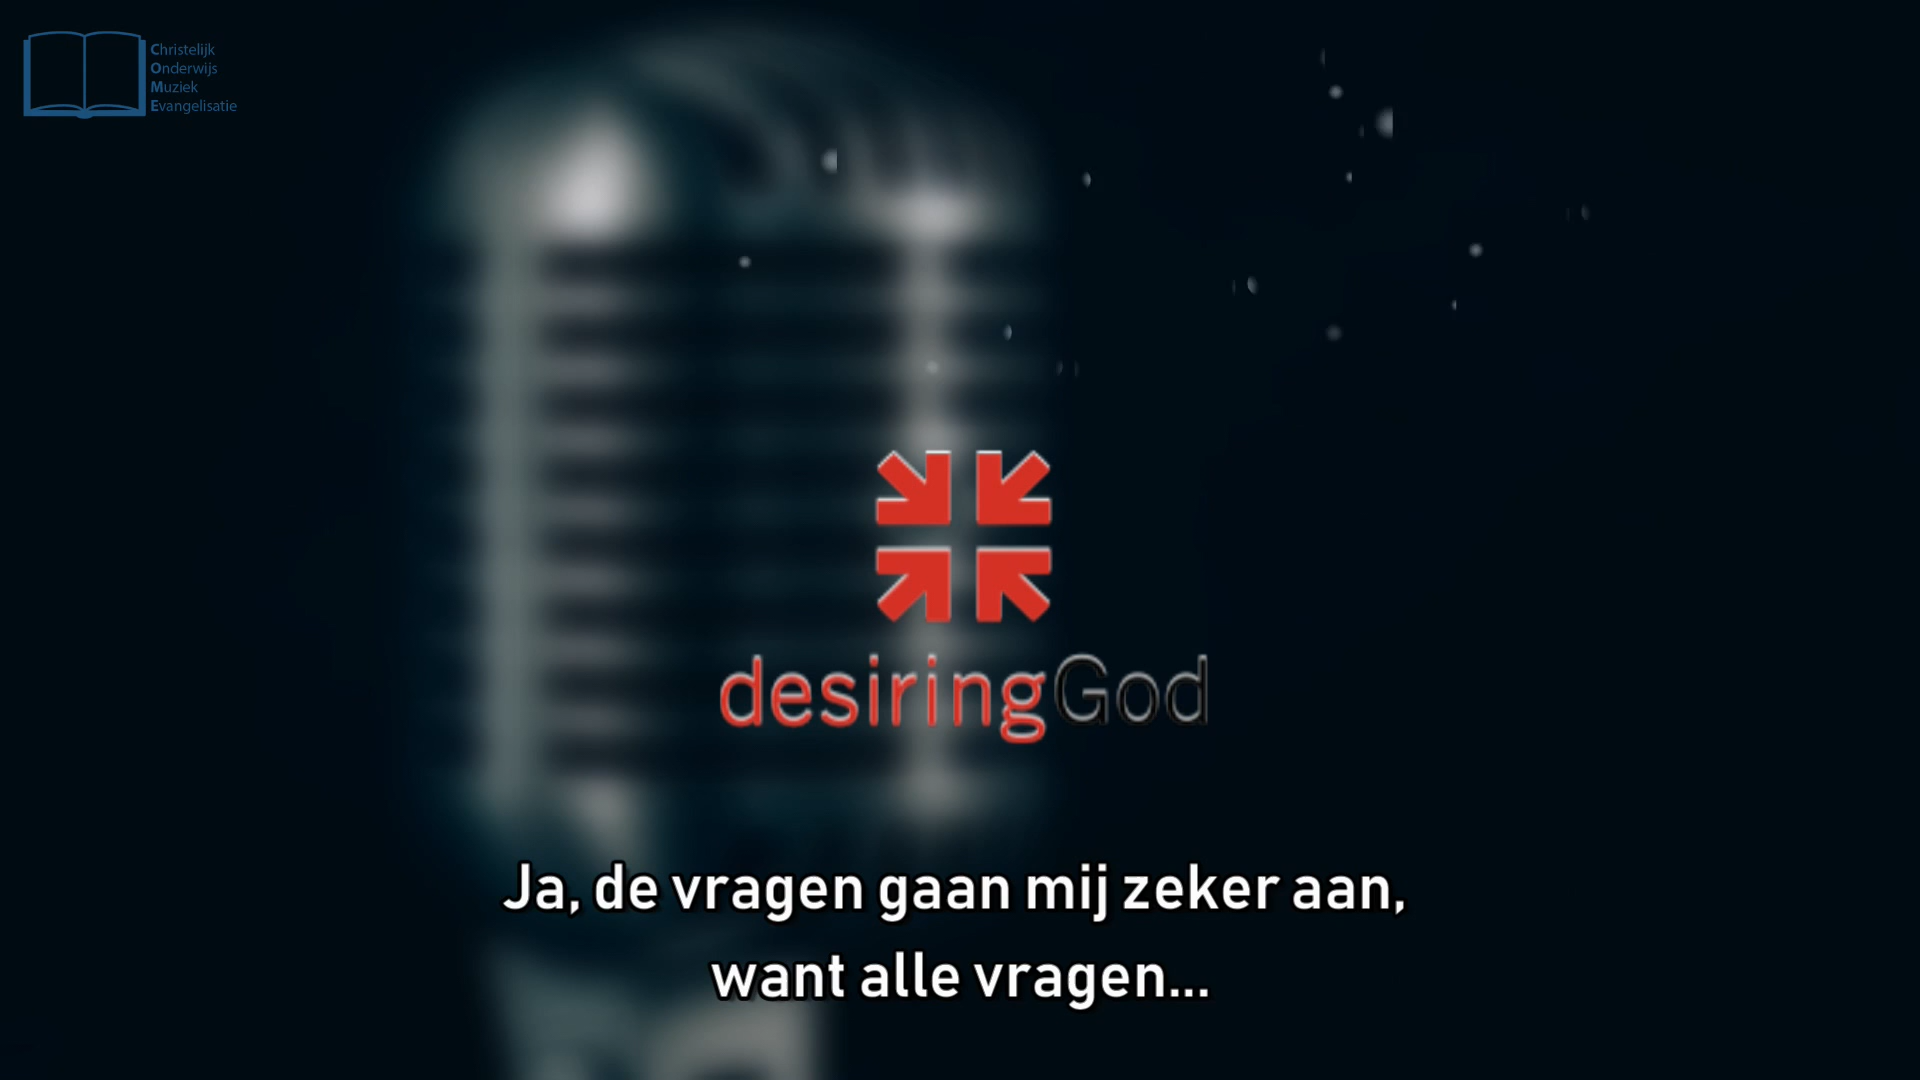 Christelijk
Onderwijs
Muziek
Evangelisatie
desiringGod
Ja, de vragen gaan mij zeker aan,
want alle vragen...